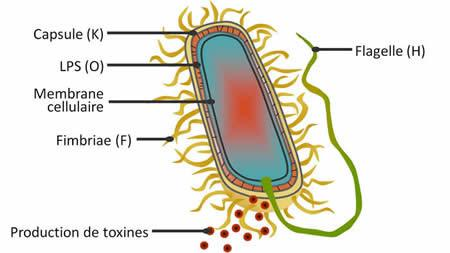 Capsule (K)
LPS (O)
Membrane
cellulaire
Fimbriae (F)
Production de toxines
Flagelle (H)